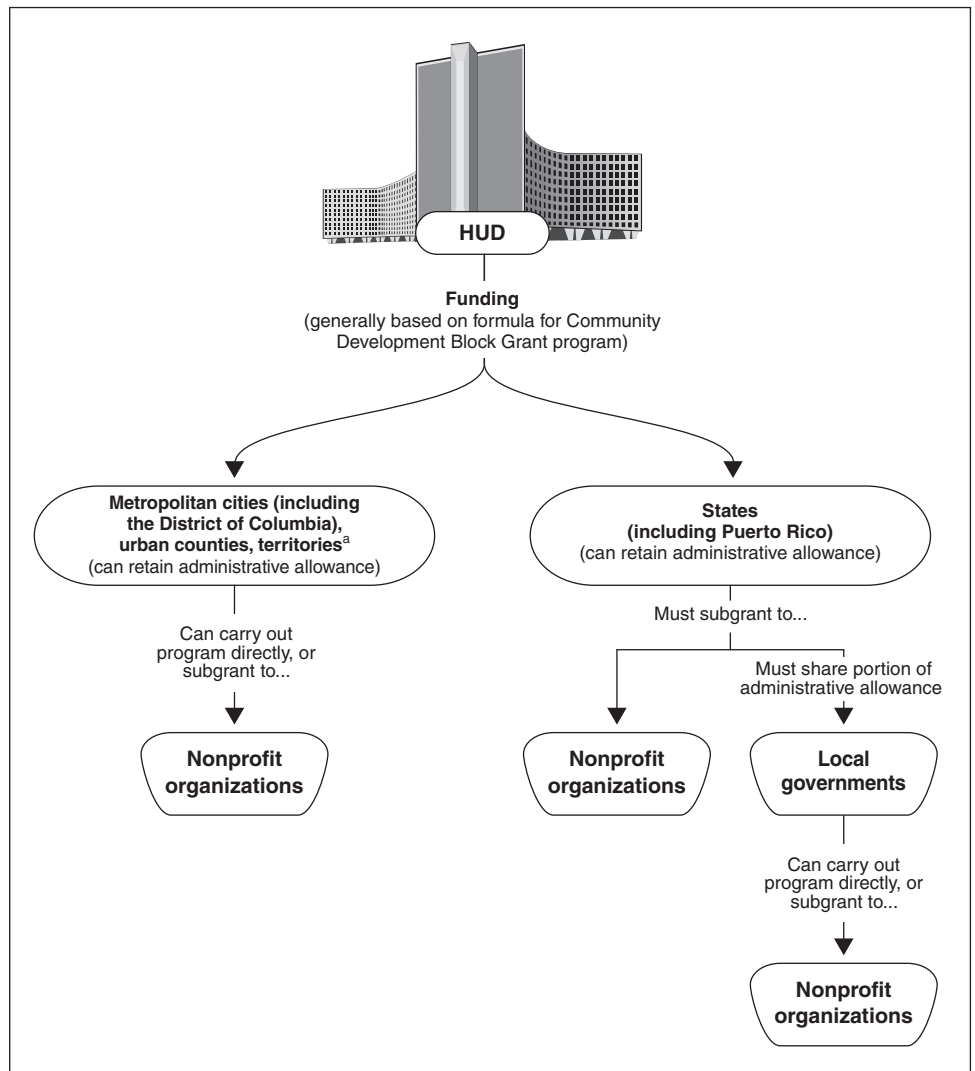 HUD
Funding
(generally based on formula for Community
Development Block Grant program)
Metropolitan cities (including
the District of Columbia),
urban counties, territoriesa
(can retain administrative allowance)
States
(including Puerto Rico)
(can retain administrative allowance)
Can carry out
program directly, or
subgrant to...
Must subgrant to...
Must share portion of
administrative allowance
Nonprofit
organizations
Nonprofit
organizations
Local
governments
Can carry out
program directly, or
subgrant to...
Nonprofit
organizations